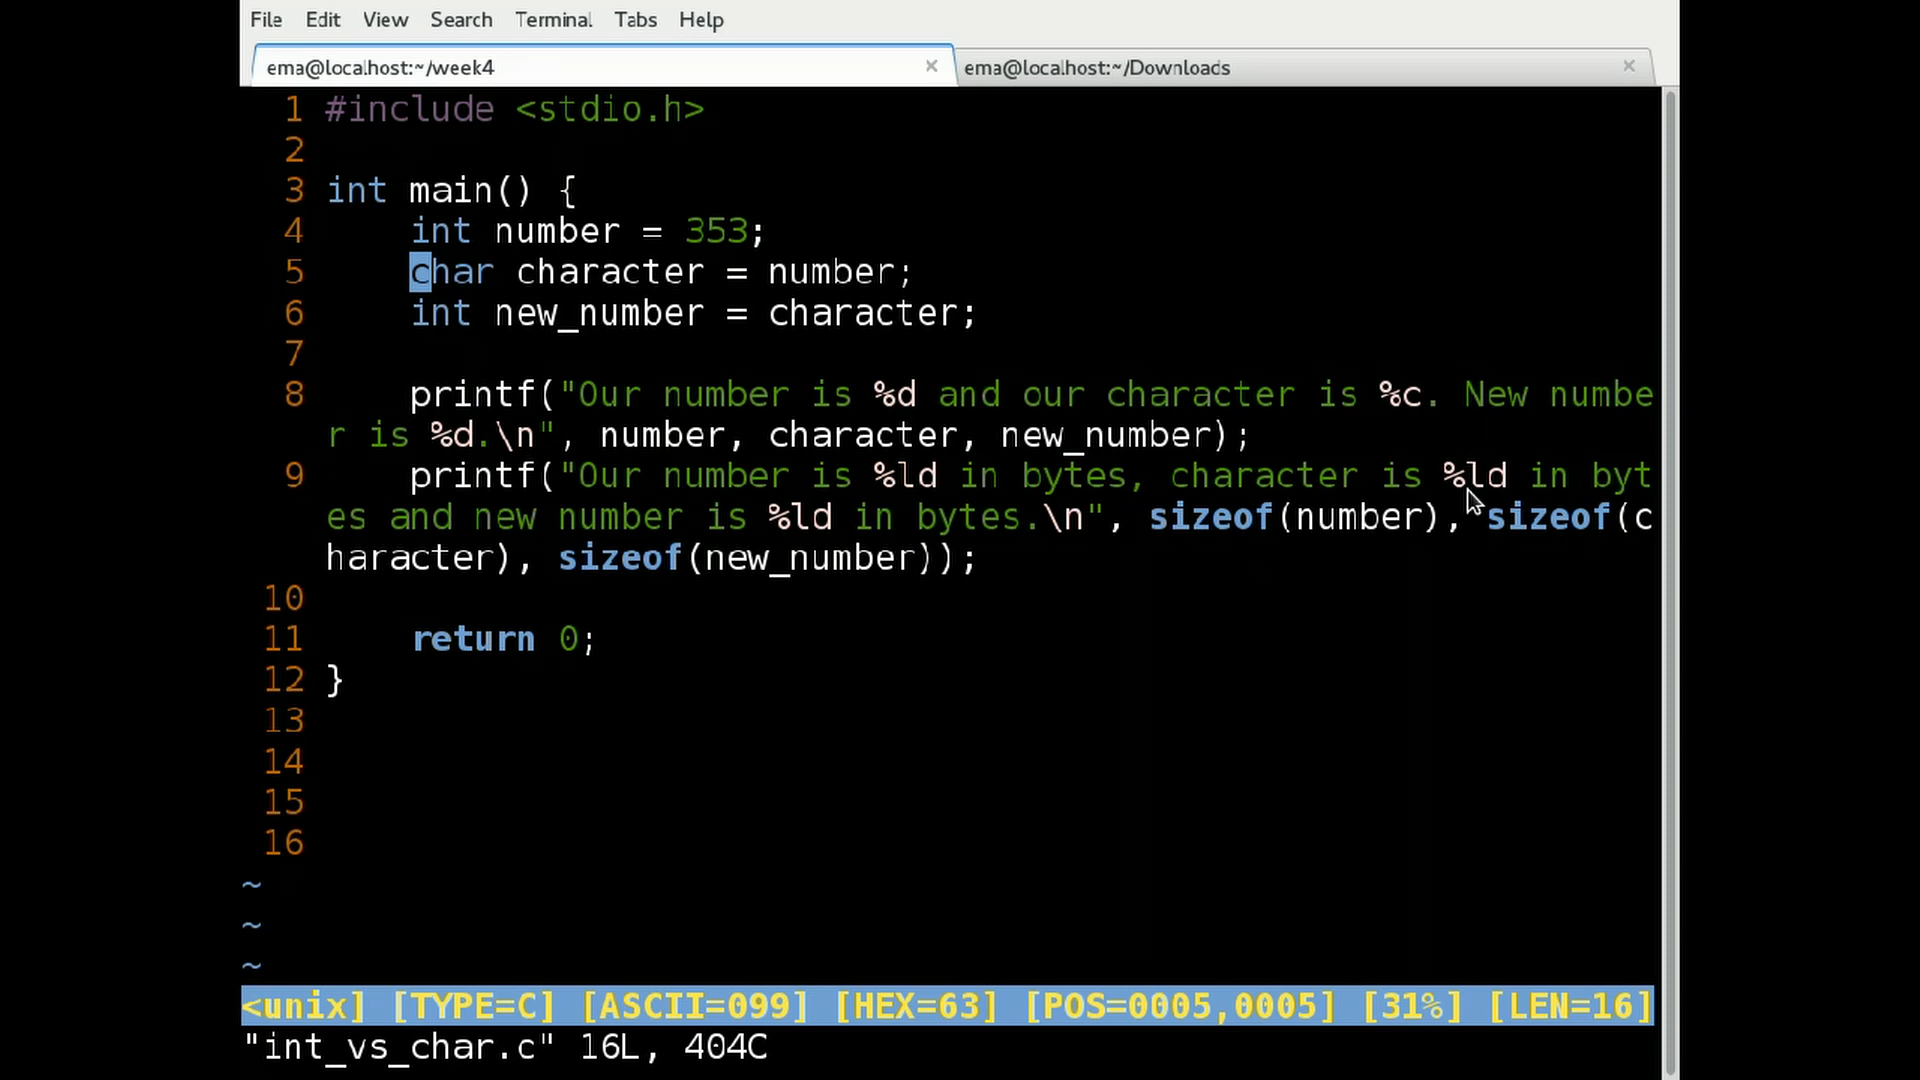 File Edit View Search Terminal Tabs Help
ema@localhost:~/week4 × ema@localhost:~/Downloads ×
1 #include <stdio.h>
2
3 int main() {
4     int number = 353;
5     char character = number;
6     int new_number = character;
7
8     printf("Our number is %d and our character is %c. New numbe
r is %d.\n", number, character, new_number);
9     printf("Our number is %ld in bytes, character is %ld in byt
es and new number is %ld in bytes.\n", sizeof(number), sizeof(c
haracter), sizeof(new_number));
10
11     return 0;
12 }
13
14
15
16
~
~
~
<unix] [TYPE=C] [ASCII=099] [HEX=63] [POS=0005,0005] [31%] [LEN=16]
"int_vs_char.c" 16L, 404C